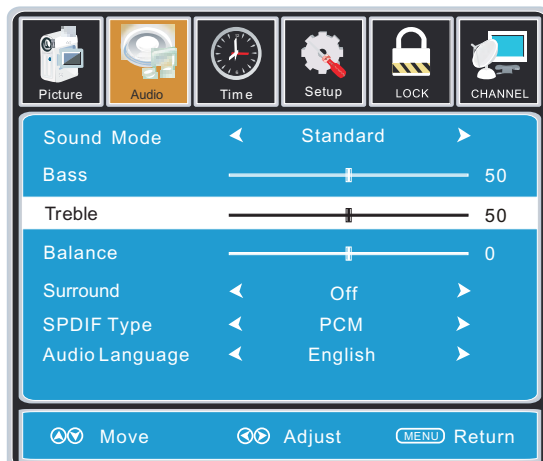 Picture Audio Time Setup LOCK CHANNEL
Sound Mode Standard
Bass 50
Treble 50
Balance 0
Surround Off
SPDIF Type PCM
Audio Language English
Move Adjust MENU Return